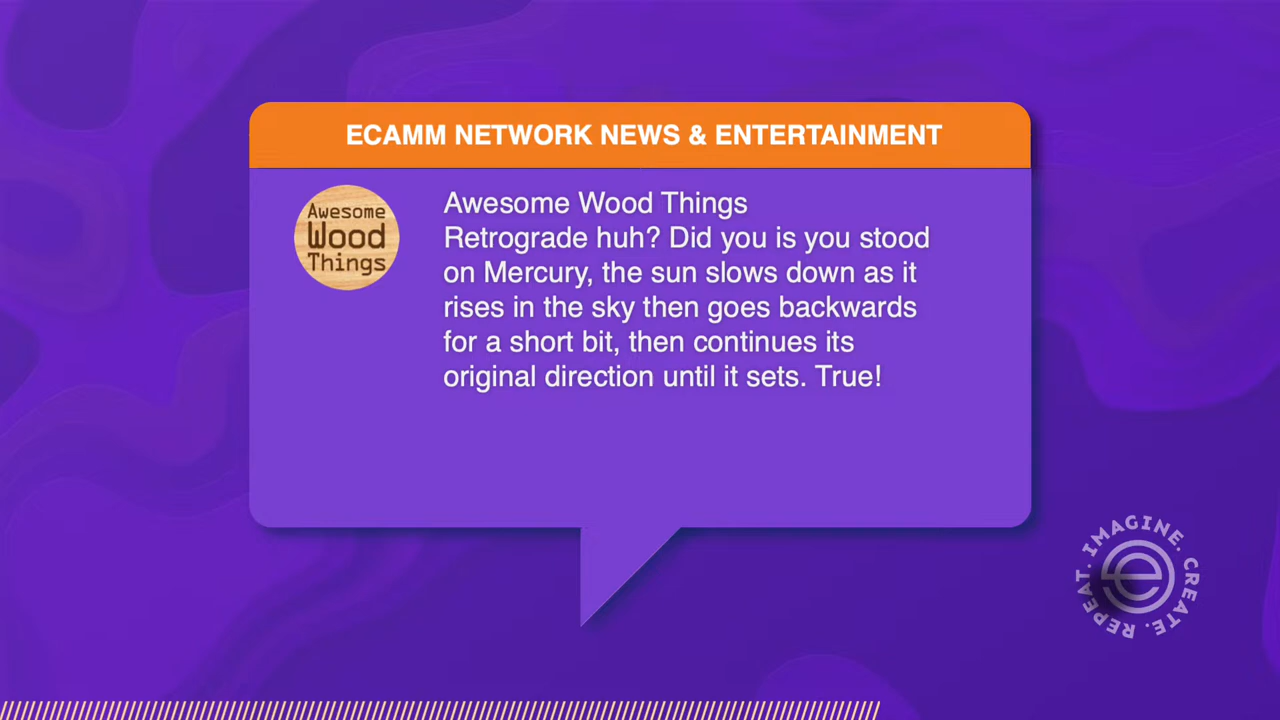 ECAMM NETWORK NEWS & ENTERTAINMENT
Awesome
Wood
Things
Awesome Wood Things
Retrograde huh? Did you is you stood
on Mercury, the sun slows down as it
rises in the sky then goes backwards
for a short bit, then continues its
original direction until it sets. True!
IMAGINE. CREATE. REPEAT.
e